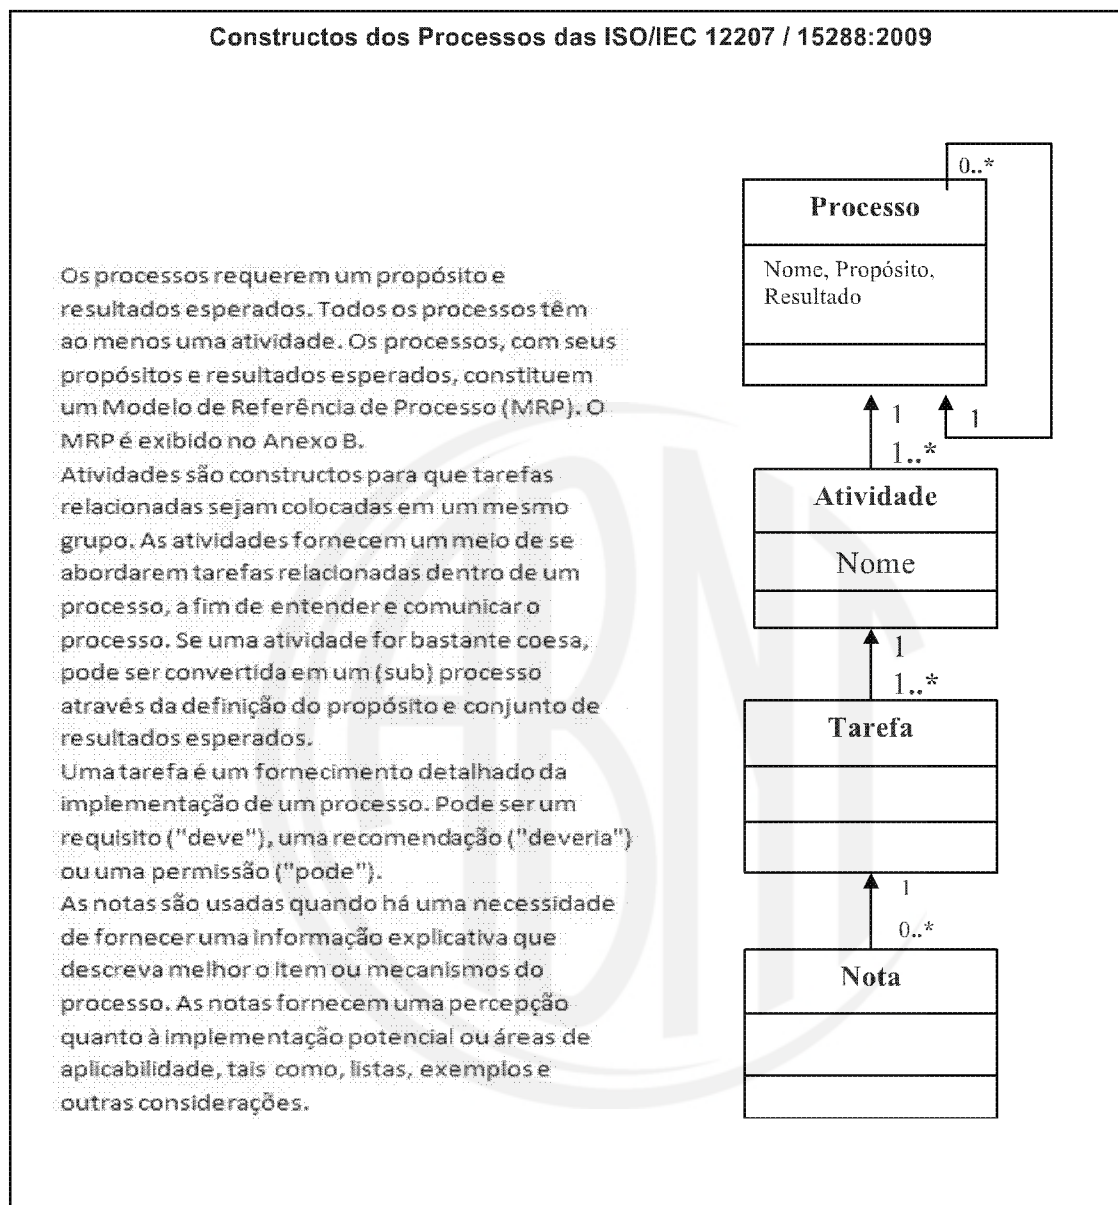 Constructos dos Processos das ISO/IEC 12207 / 15288:2009
Os processos requerem um propósito e
resultados esperados. Todos os processos têm
ao menos uma atividade. Os processos, com seus
propósitos e resultados esperados, constituem
um Modelo de Referência de Processo (MRP). O
MRP é exibido no Anexo B.
Atividades são constructos para que tarefas
relacionadas sejam colocadas em um mesmo
grupo. As atividades fornecem um meio de se
abordarem tarefas relacionadas dentro de um
processo, a fim de entender e comunicar o
processo. Se uma atividade for bastante coesa,
pode ser convertida em um (sub) processo
através da definição do propósito e conjunto de
resultados esperados.
Uma tarefa é um fornecimento detalhado da
implementação de um processo. Pode ser um
requisito ("deve"), uma recomendação ("deveria")
ou uma permissão ("pode").
As notas são usadas quando há uma necessidade
de fornecer uma informação explicativa que
descreva melhor o item ou mecanismos do
processo. As notas fornecem uma percepção
quanto à implementação potencial ou áreas de
aplicabilidade, tais como, listas, exemplos e
outras considerações.
0..*
Processo
Nome, Propósito,
Resultado
1
1
1..*
Atividade
Nome
1
1..*
Tarefa
1
0..*
Nota
ABNT